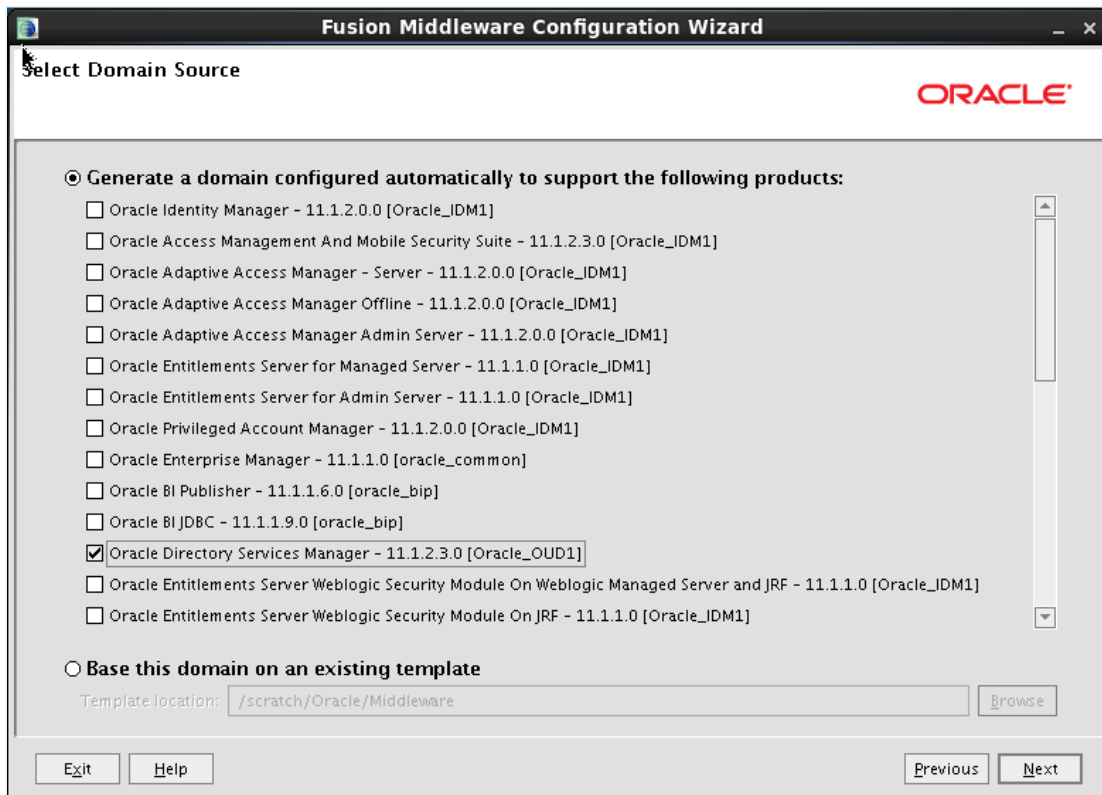 Fusion Middleware Configuration Wizard
Select Domain Source
ORACLE
Generate a domain configured automatically to support the following products:
Oracle Identity Manager - 11.1.2.0.0 [Oracle_IDM1]
Oracle Access Management And Mobile Security Suite - 11.1.2.3.0 [Oracle_IDM1]
Oracle Adaptive Access Manager - Server - 11.1.2.0.0 [Oracle_IDM1]
Oracle Adaptive Access Manager Offline - 11.1.2.0.0 [Oracle_IDM1]
Oracle Adaptive Access Manager Admin Server - 11.1.2.0.0 [Oracle_IDM1]
Oracle Entitlements Server for Managed Server - 11.1.1.0 [Oracle_IDM1]
Oracle Entitlements Server for Admin Server - 11.1.1.0 [Oracle_IDM1]
Oracle Privileged Account Manager - 11.1.2.0.0 [Oracle_IDM1]
Oracle Enterprise Manager - 11.1.1.0 [oracle_common]
Oracle BI Publisher - 11.1.1.6.0 [oracle_bip]
Oracle BI JDBC - 11.1.1.9.0 [oracle_bip]
Oracle Directory Services Manager - 11.1.2.3.0 [Oracle_OUD1]
Oracle Entitlements Server Weblogic Security Module On Weblogic Managed Server and JRF - 11.1.1.0 [Oracle_IDM1]
Oracle Entitlements Server Weblogic Security Module On JRF - 11.1.1.0 [Oracle_IDM1]
Base this domain on an existing template
Template location: /scratch/Oracle/Middleware Browse
Exit Help Previous Next